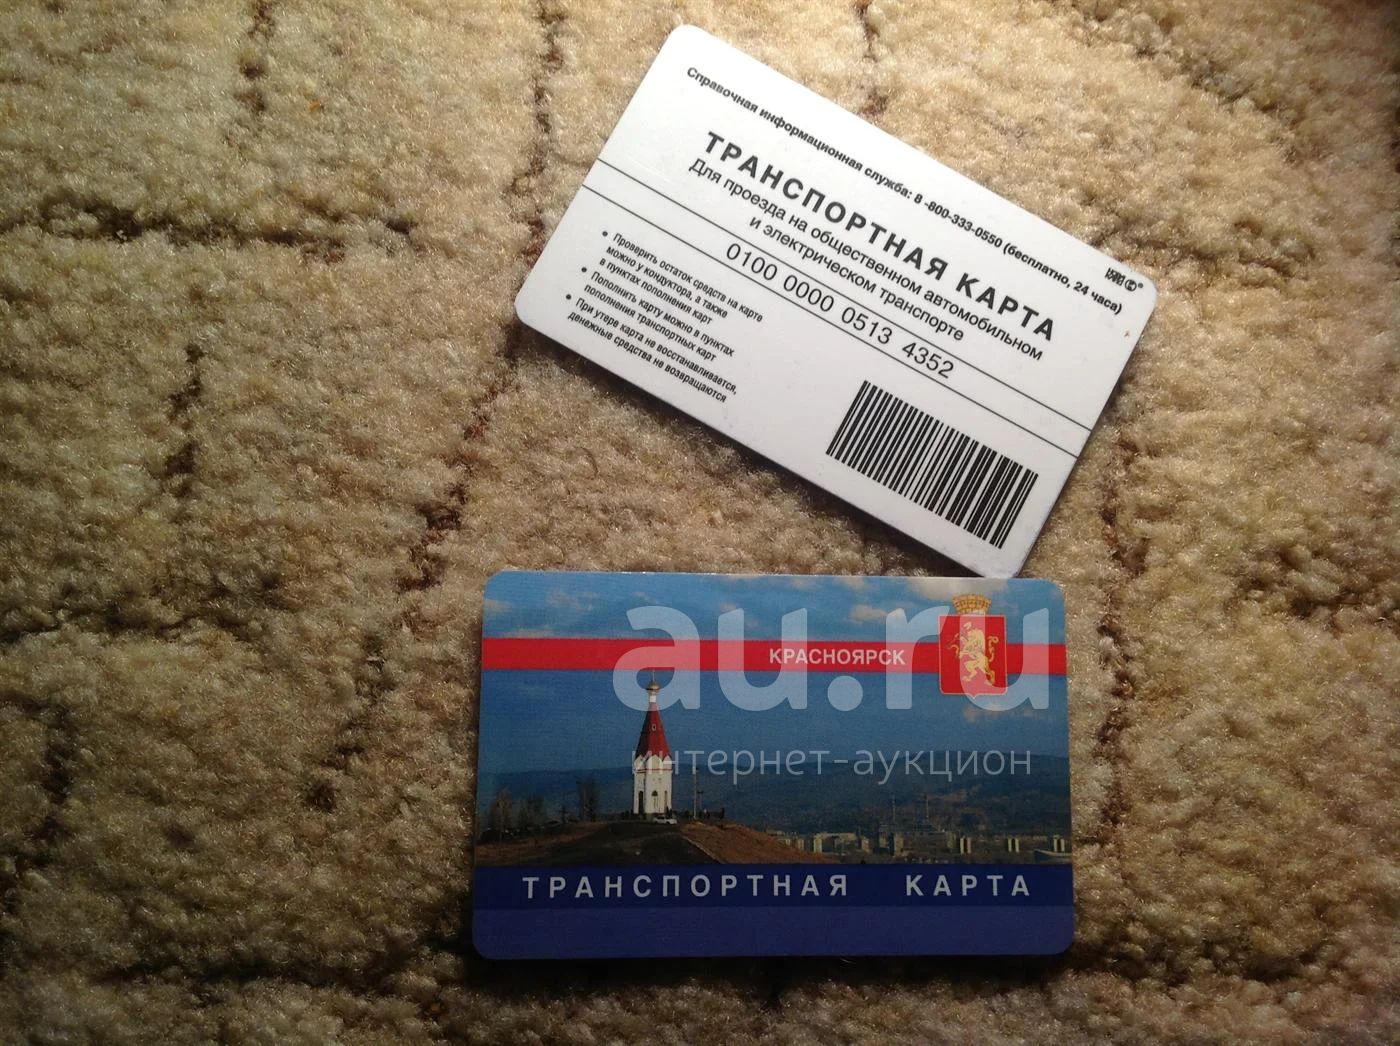 Справочная информационная служба: 8 -800-333-0550 (бесплатно, 24 часа)
ТРАНСПОРТНАЯ КАРТА
Для проезда на общественном автомобильном
и электрическом транспорте
0100 0000 0513 4352
• Проверить остаток средств на карте
можно у кондуктора, а также
в пунктах пополнения карт
• Пополнить карту можно в пунктах
пополнения транспортных карт
• При утере карта не восстанавливается,
денежные средства не возвращаются
au.ru
КРАСНОЯРСК
интернет-аукцион
ТРАНСПОРТНАЯ КАРТА